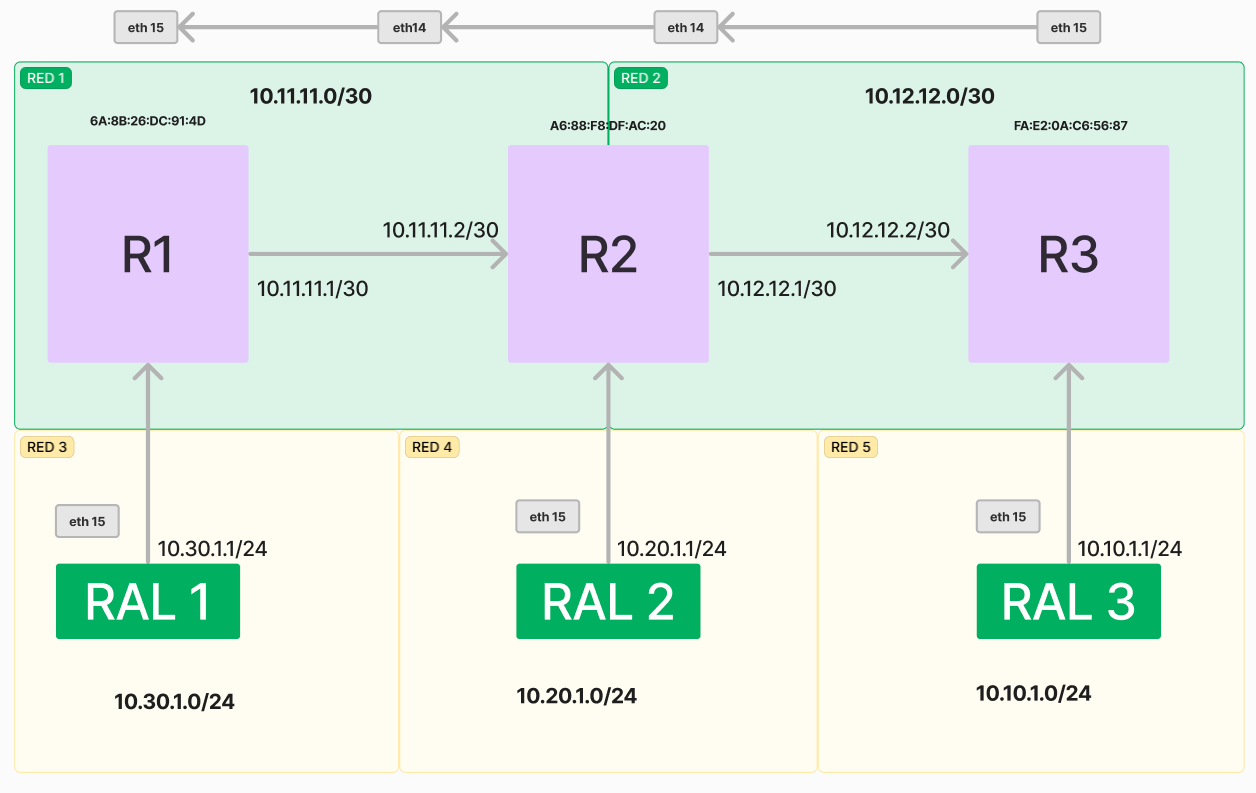 eth 15
eth14
eth 14
eth 15
RED 1
RED 2
10.11.11.0/30
10.12.12.0/30
6A:8B:26:DC:91:4D
A6:88:F8:DF:AC:20
FA:E2:0A:C6:56:87
R1
10.11.11.2/30
10.11.11.1/30
R2
10.12.12.2/30
10.12.12.1/30
R3
RED 3
RED 4
RED 5
eth 15
eth 15
eth 15
10.30.1.1/24
10.20.1.1/24
10.10.1.1/24
RAL 1
RAL 2
RAL 3
10.30.1.0/24
10.20.1.0/24
10.10.1.0/24